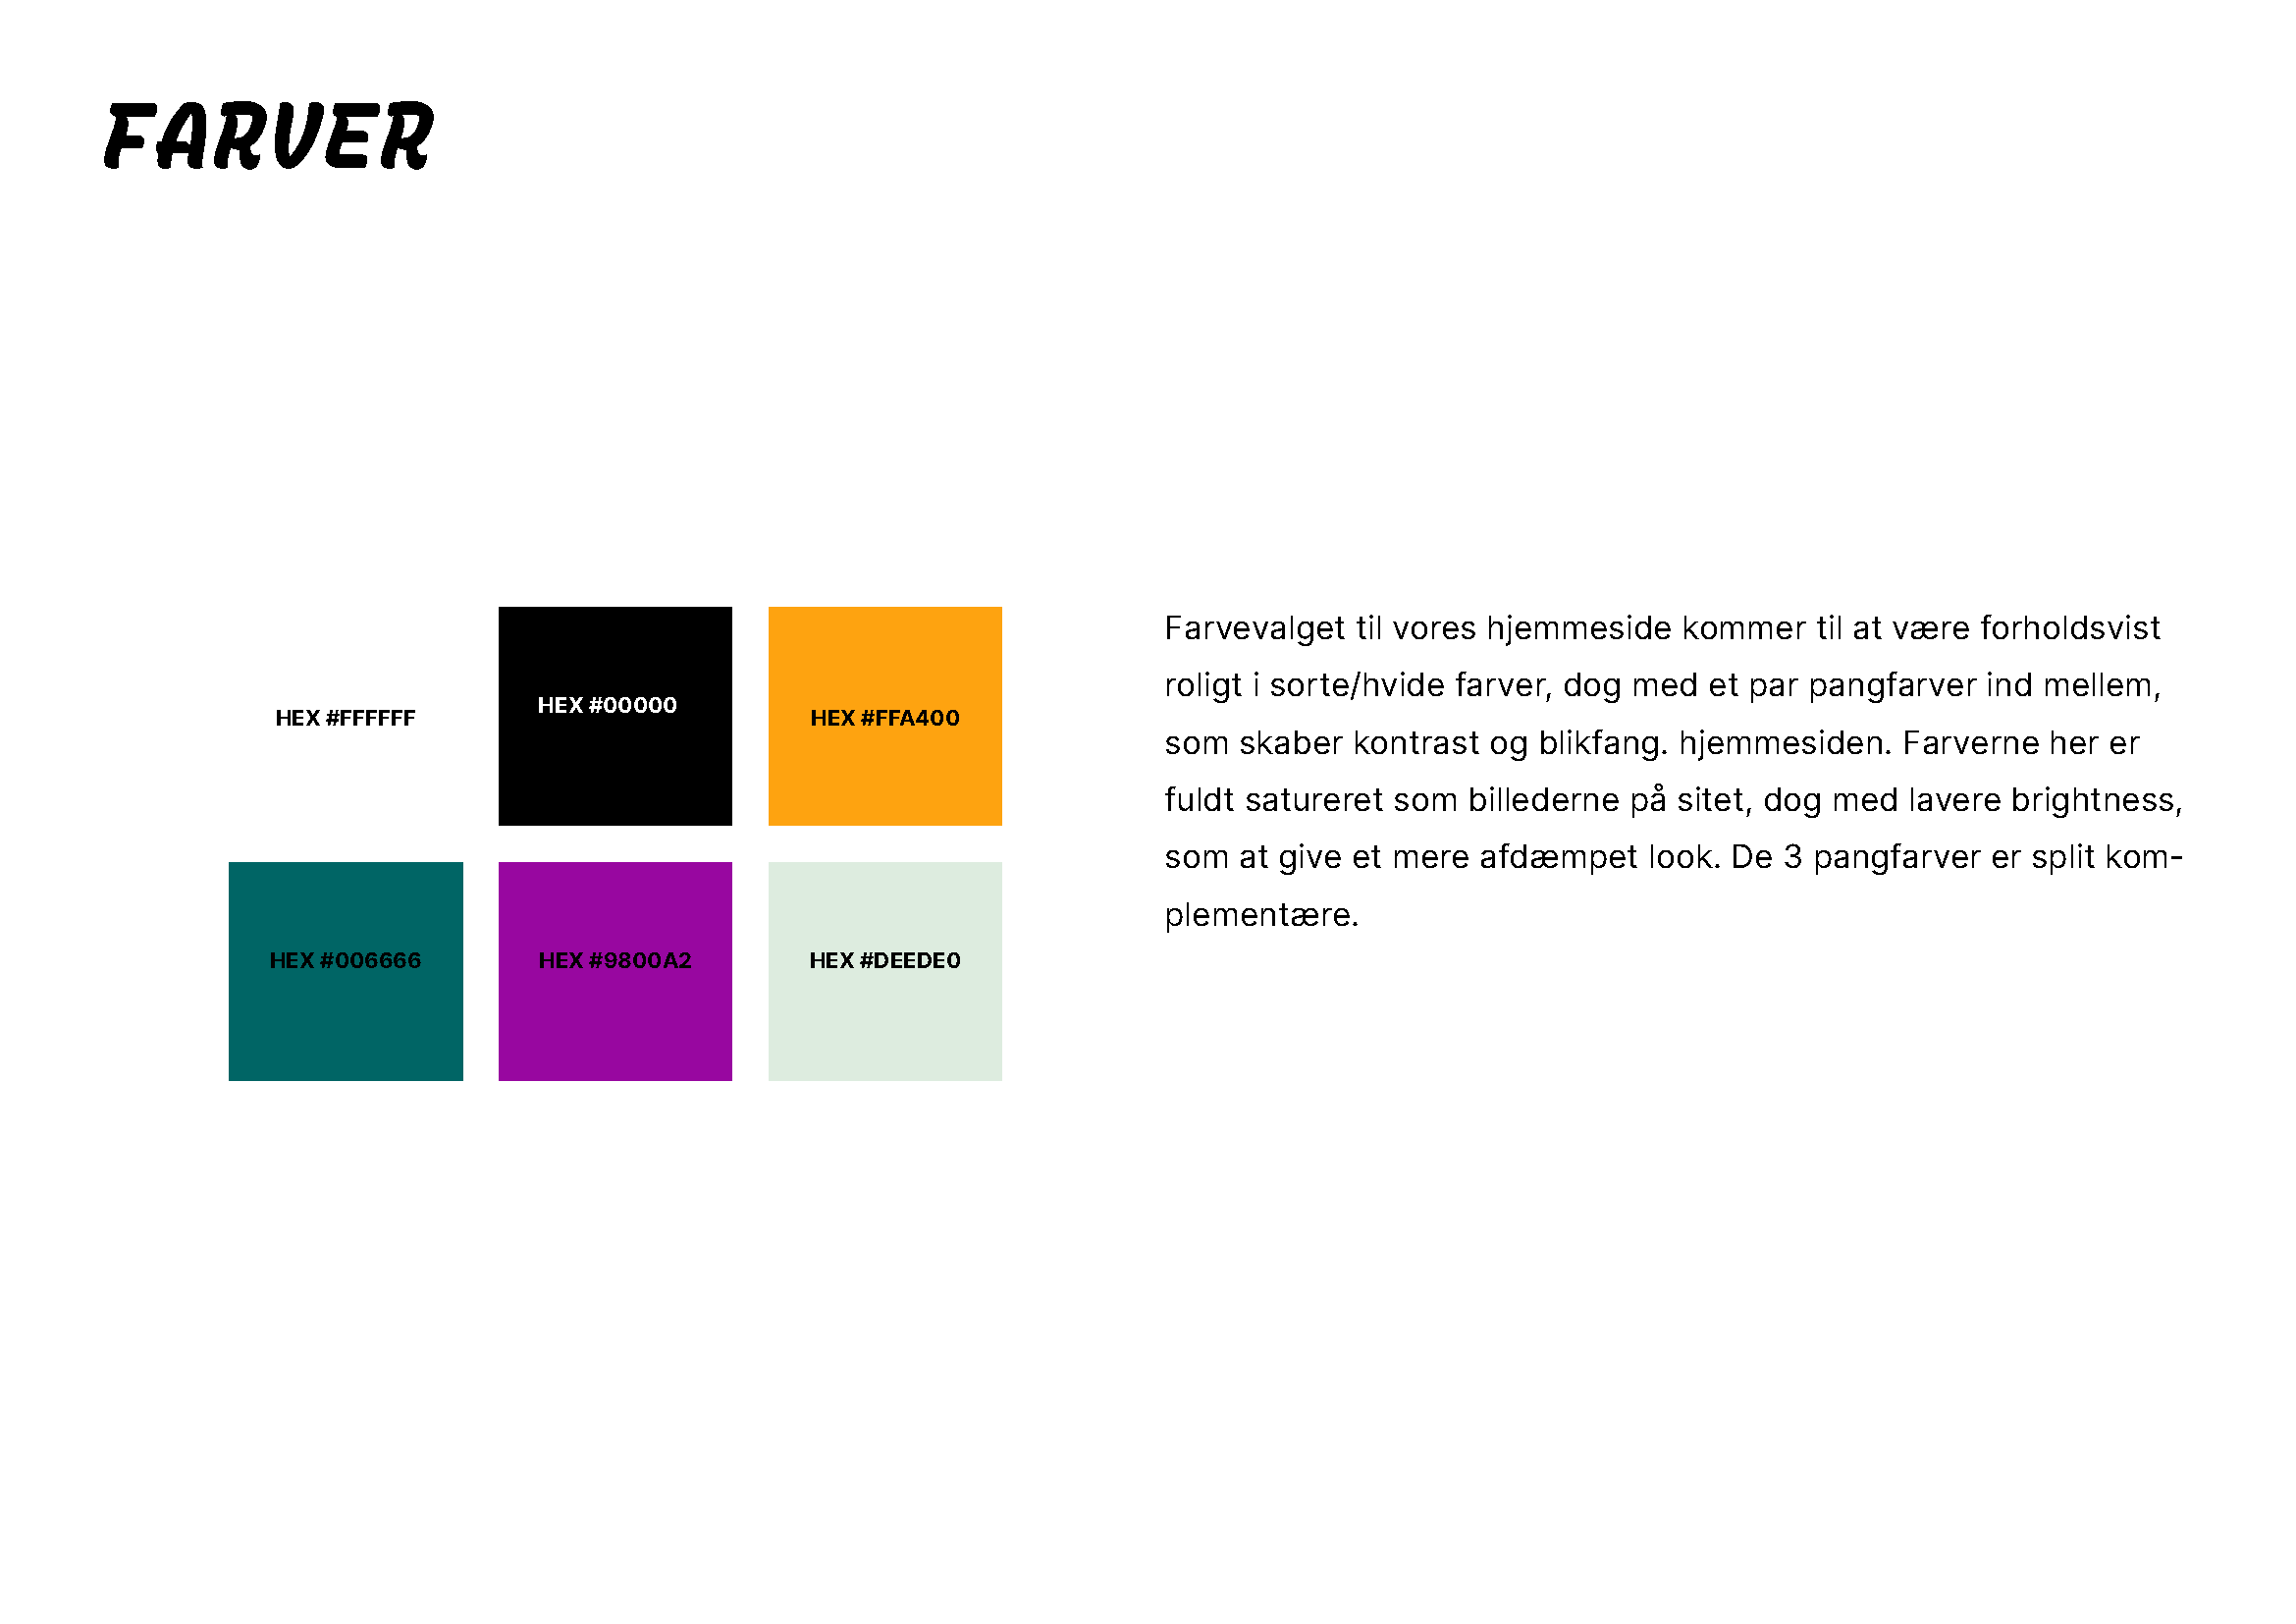 FARVER
HEX #FFFFFF
HEX #00000
HEX #FFA400
HEX #006666
HEX #9800A2
HEX #DEEDE0
Farvevalget til vores hjemmeside kommer til at være forholdsvist
roligt i sorte/hvide farver, dog med et par pangfarver ind mellem,
som skaber kontrast og blikfang. hjemmesiden. Farverne her er
fuldt satureret som billederne på sitet, dog med lavere brightness,
som at give et mere afdæmpet look. De 3 pangfarver er split kom-
plementære.